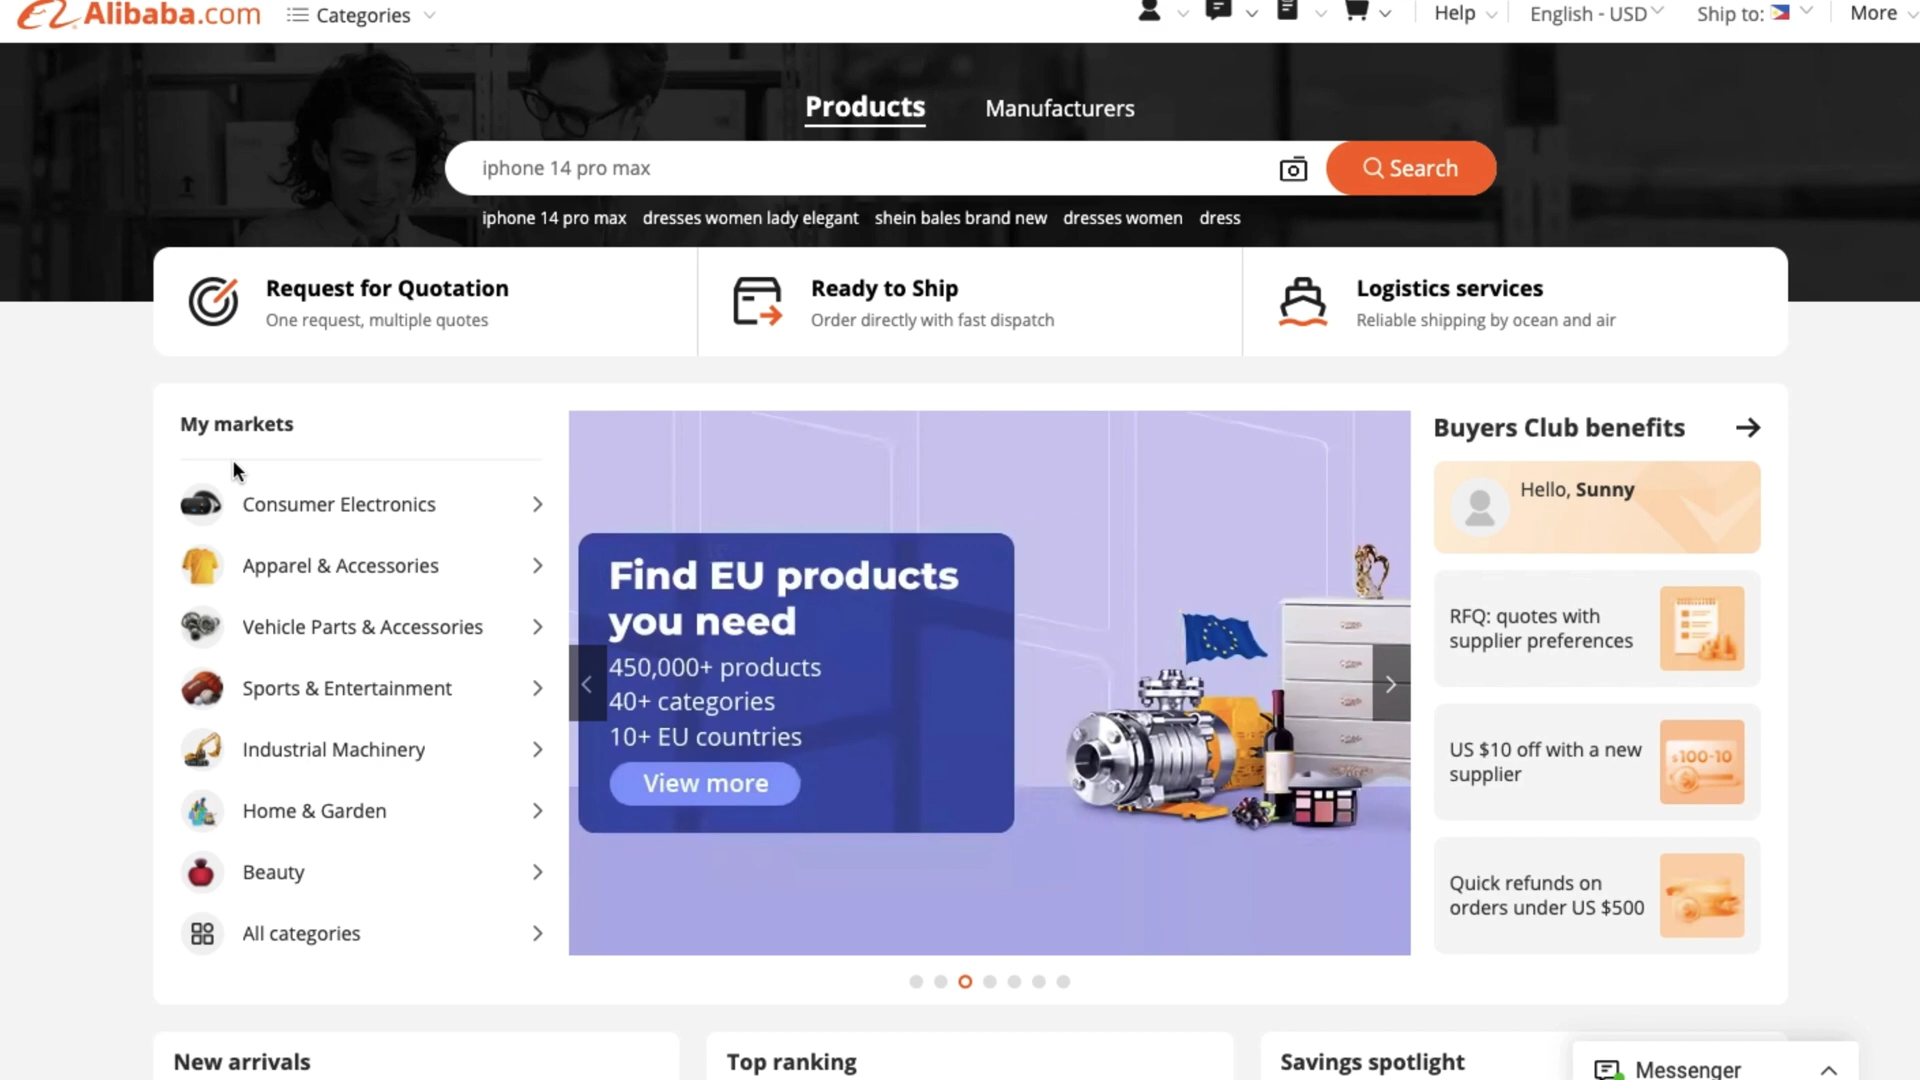 Alibaba.com
Categories
Help
English - USD
Ship to:
More
Products
Manufacturers
iphone 14 pro max
Search
iphone 14 pro max
dresses women lady elegant
shein bales brand new
dresses women
dress
Request for Quotation
One request, multiple quotes
Ready to Ship
Order directly with fast dispatch
Logistics services
Reliable shipping by ocean and air
My markets
Consumer Electronics
Apparel & Accessories
Vehicle Parts & Accessories
Sports & Entertainment
Industrial Machinery
Home & Garden
Beauty
All categories
Find EU products
you need
450,000+ products
40+ categories
10+ EU countries
View more
Buyers Club benefits
Hello, Sunny
RFQ: quotes with
supplier preferences
US $10 off with a new
supplier
$100-10
Quick refunds on
orders under US $500
New arrivals
Top ranking
Savings spotlight
Messenger